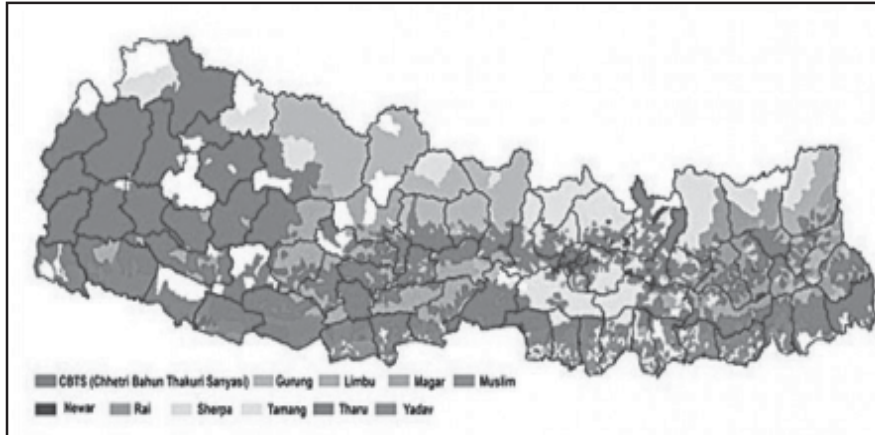 CBTS (Chhetri Bahun Thakuri Sanyasi) Gurung Limbu Magar Muslim
Newar Rai Sherpa Tamang Tharu Yadav